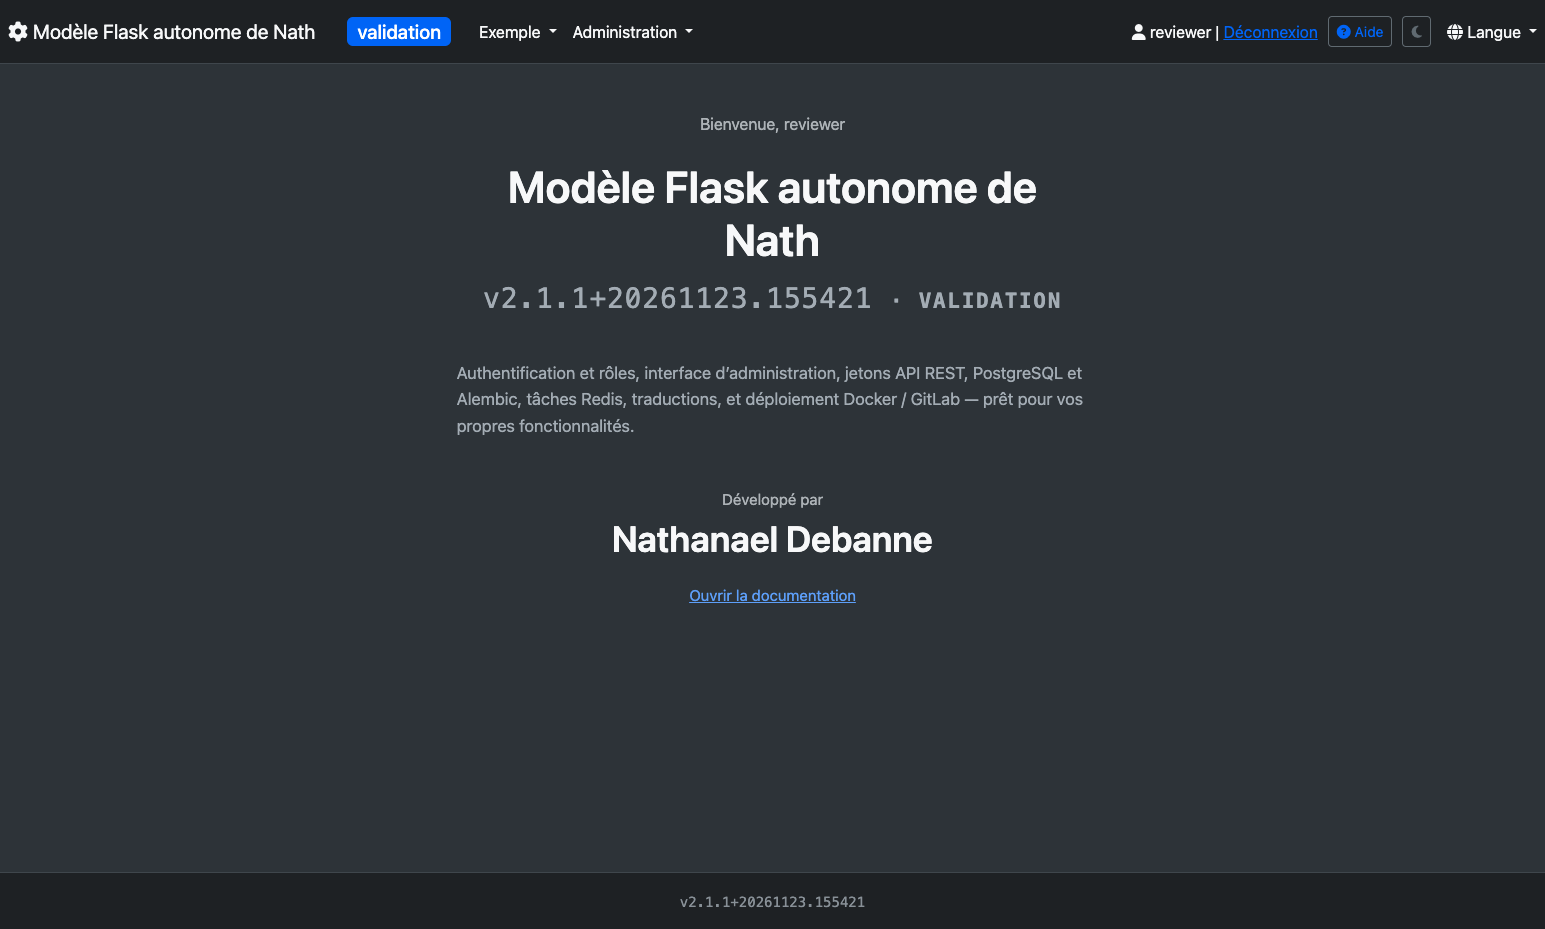 Modèle Flask autonome de Nath validation Exemple Administration reviewer | Déconnexion Aide Langue
Bienvenue, reviewer
Modèle Flask autonome de
Nath
v2.1.1+20261123.155421 · VALIDATION
Authentification et rôles, interface d’administration, jetons API REST, PostgreSQL et
Alembic, tâches Redis, traductions, et déploiement Docker / GitLab — prêt pour vos
propres fonctionnalités.
Développé par
Nathanael Debanne
Ouvrir la documentation
v2.1.1+20261123.155421